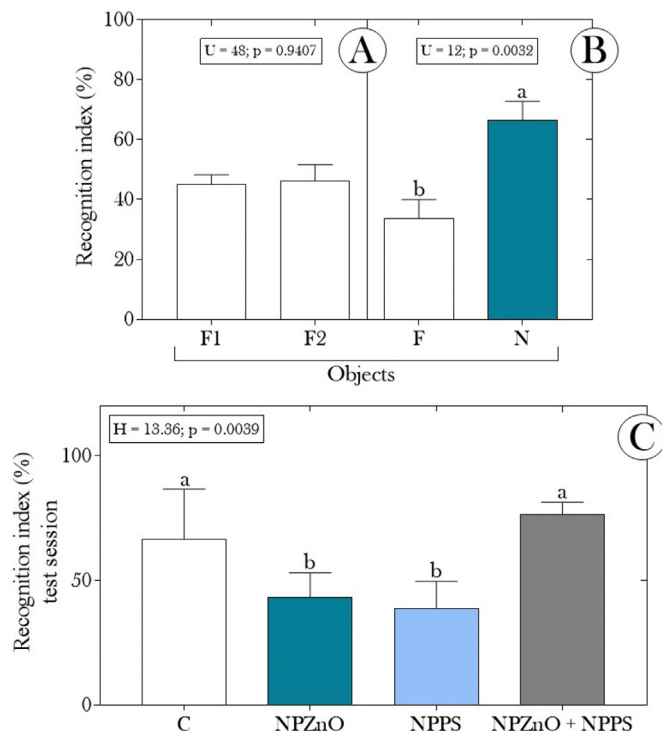 Recognition index (%)
100
80
60
40
20
0
U = 48; p = 0.9407
A
U = 12; p = 0.0032
B
b
a
F1 F2 F N
Objects
Recognition index (%)
test session
100
50
0
H = 13.36; p = 0.0039
C
a
b
b
a
C NPZnO NPPS NPZnO + NPPS